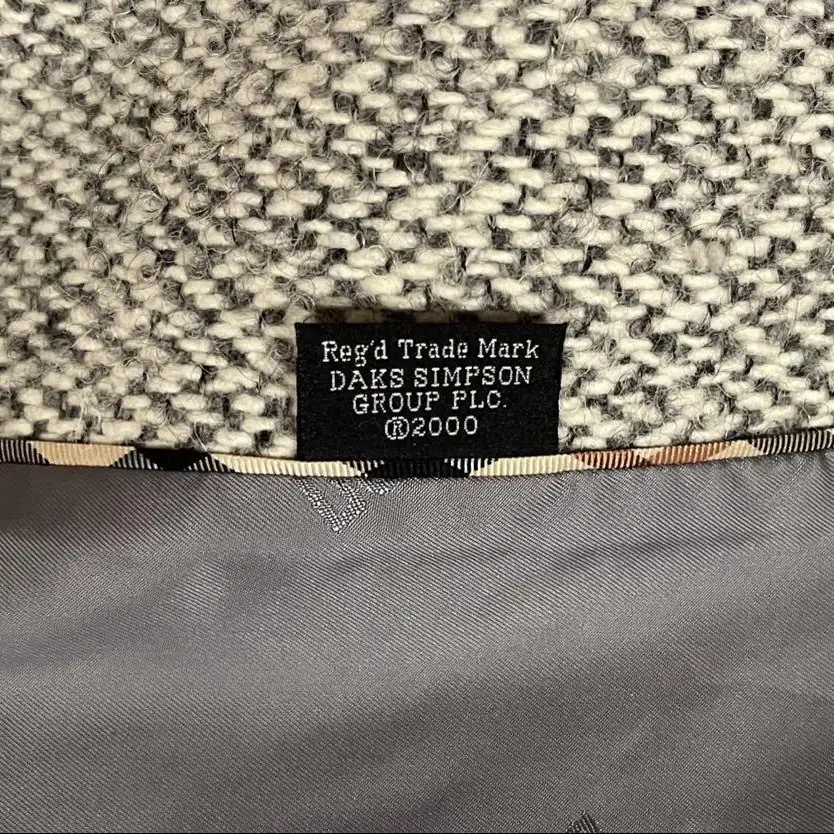 Reg'd Trade Mark
DAKS SIMPSON
GROUP PLC.
®2000